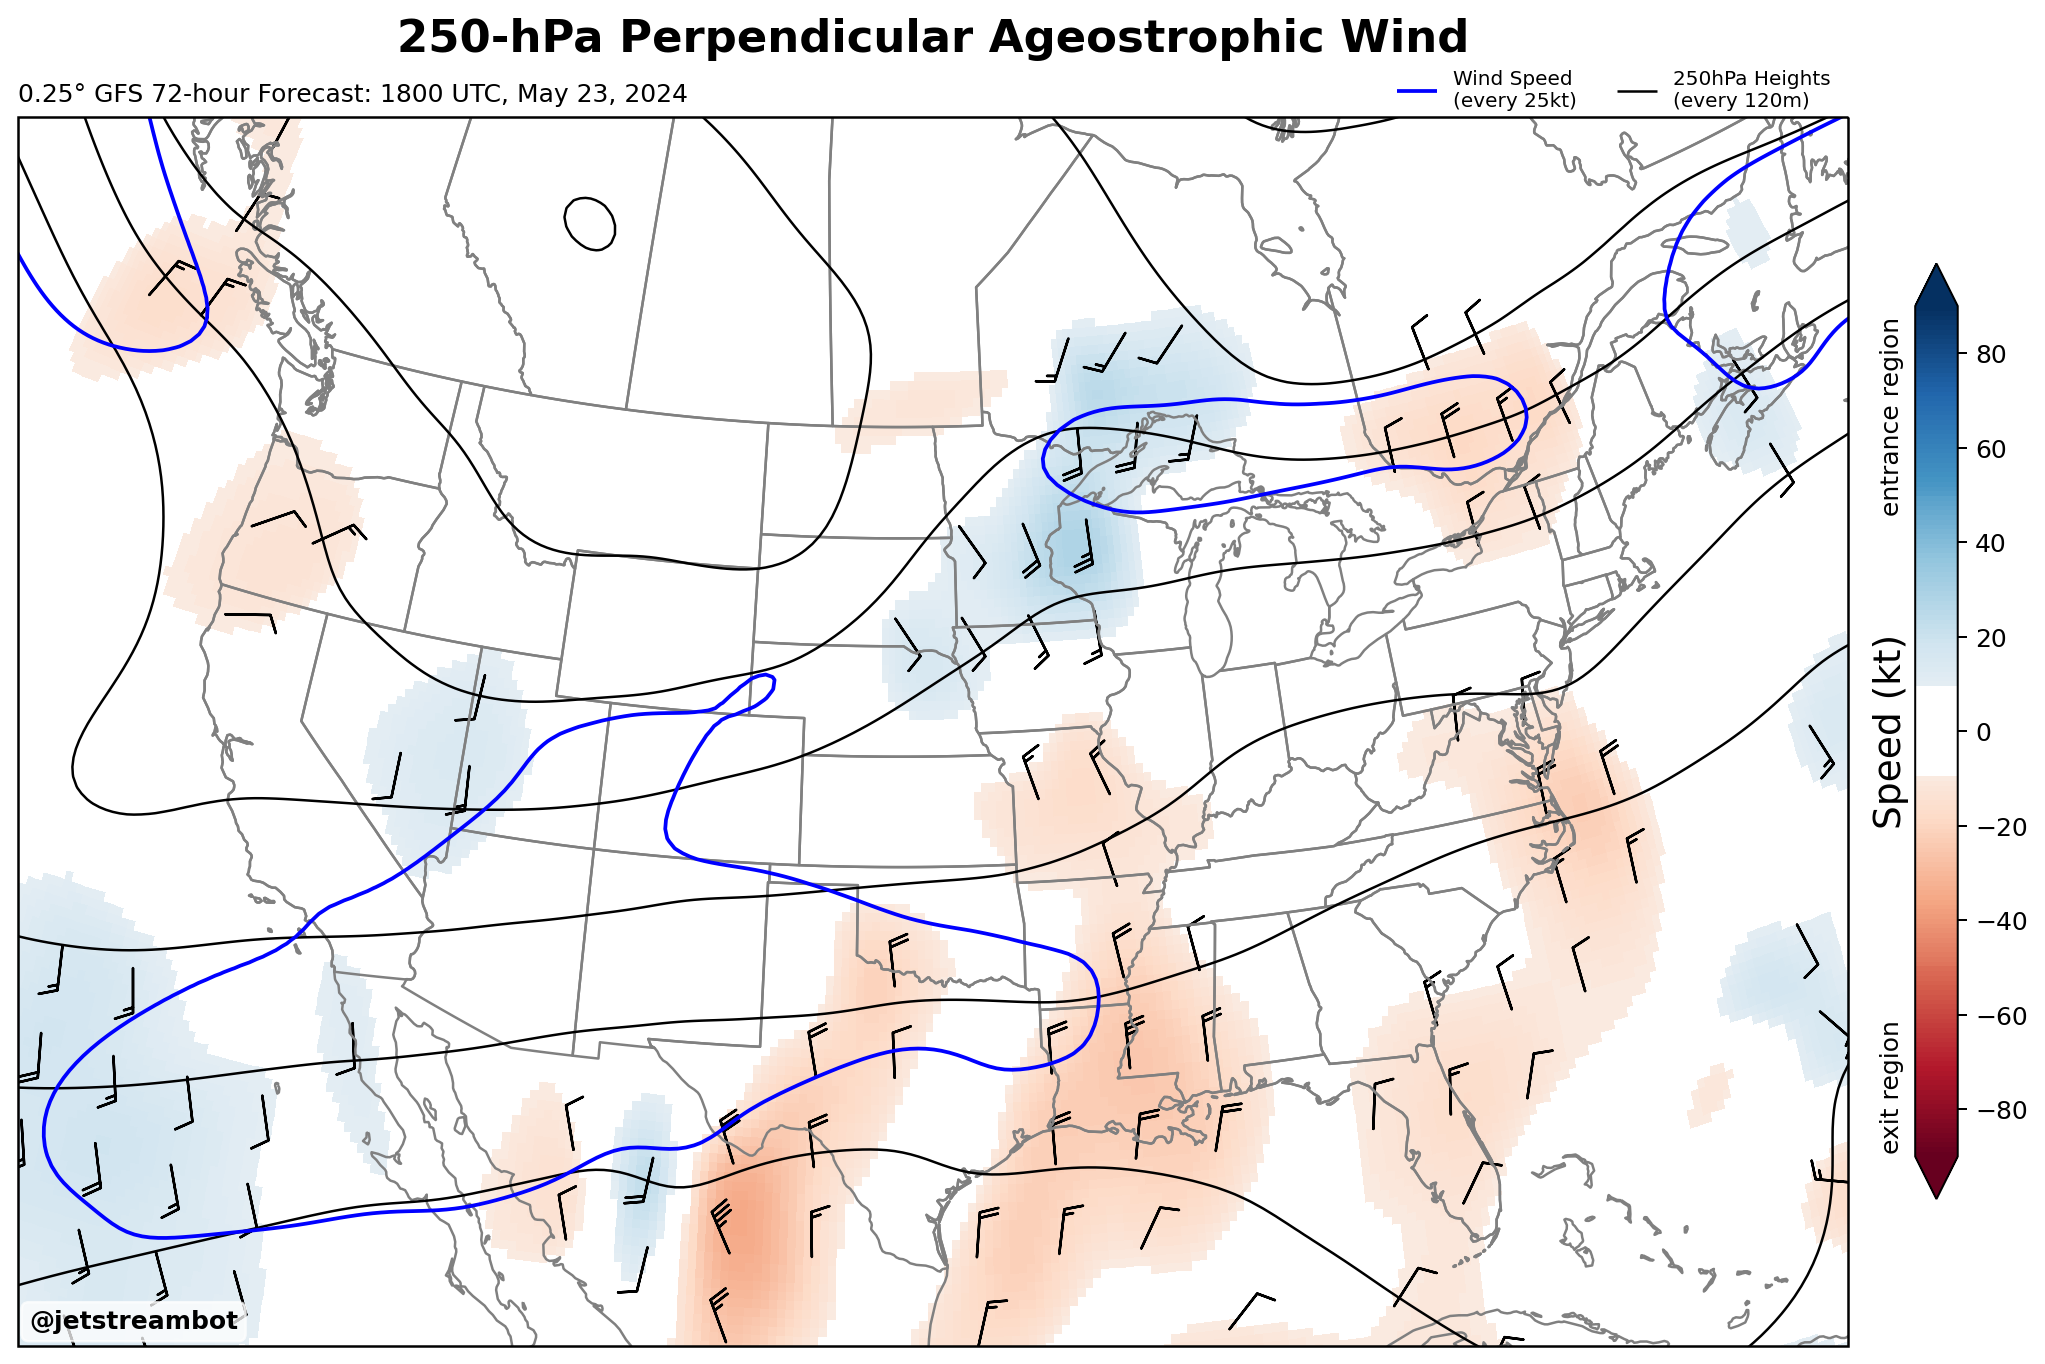 250-hPa Perpendicular Ageostrophic Wind
0.25° GFS 72-hour Forecast: 1800 UTC, May 23, 2024
Wind Speed
(every 25kt)
250hPa Heights
(every 120m)
entrance region
Speed (kt)
exit region
80
60
40
20
0
−20
−40
−60
−80
@jetstreambot